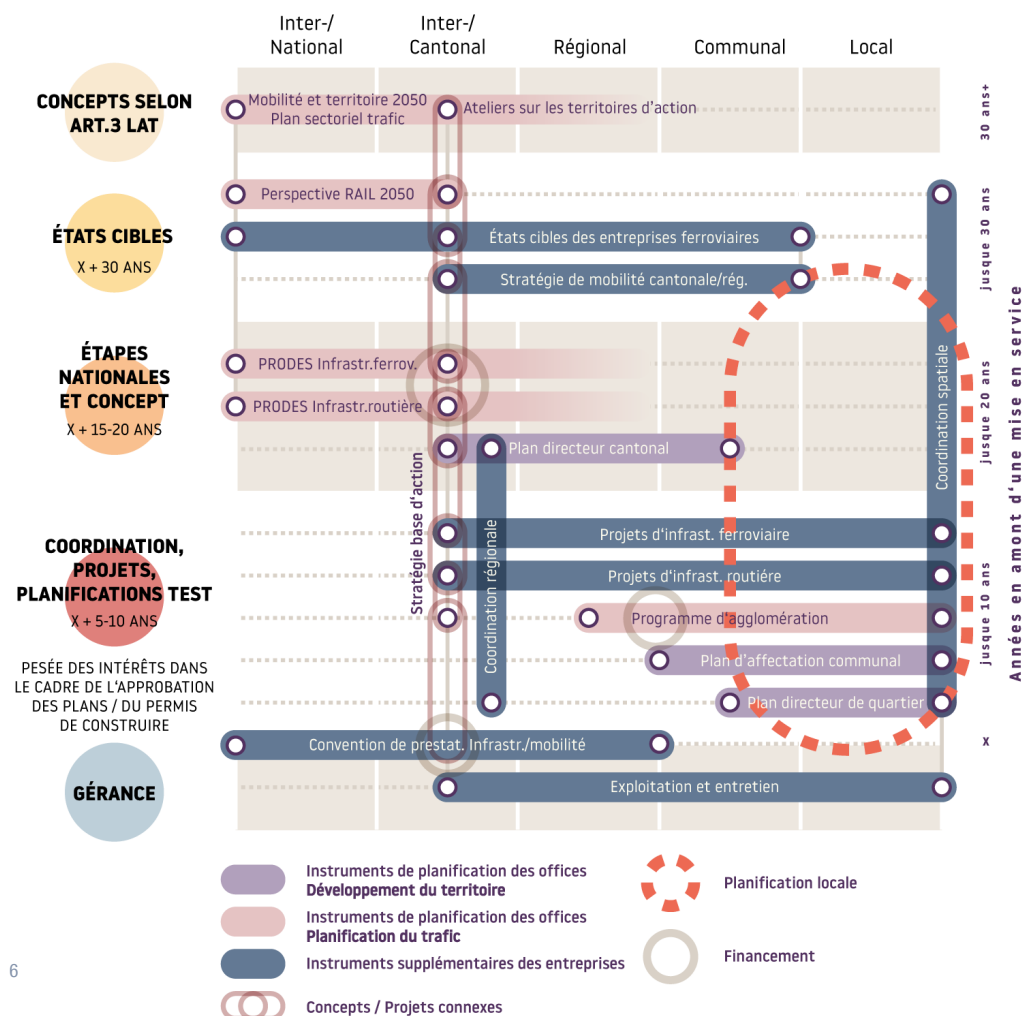 Inter-/
National
Inter-/
Cantonal
Régional
Communal
Local
CONCEPTS SELON
ART.3 LAT
Mobilité et territoire 2050
Plan sectoriel trafic
Ateliers sur les territoires d'action
30 ans+
Perspective RAIL 2050
ÉTATS CIBLES
X + 30 ANS
États cibles des entreprises ferroviaires
Stratégie de mobilité cantonale/rég.
jusque 30 ans
ÉTAPES
NATIONALES
ET CONCEPT
X + 15-20 ANS
PRODES Infrastr.ferrov.
PRODES Infrastr.routière
Plan directeur cantonal
Coordination spatiale
jusque 20 ans
Années en amont d'une mise en service
Stratégie base d'action
Coordination régionale
COORDINATION,
PROJETS,
PLANIFICATIONS TEST
X + 5-10 ANS
Projets d'infrast. ferroviaire
Projets d'infrast. routiére
Programme d'agglomération
jusque 10 ans
PESÉE DES INTÉRÊTS DANS
LE CADRE DE L'APPROBATION
DES PLANS / DU PERMIS
DE CONSTRUIRE
Plan d'affectation communal
Plan directeur de quartier
Convention de prestat. Infrastr./mobilité
X
GÉRANCE
Exploitation et entretien
Instruments de planification des offices
Développement du territoire
Instruments de planification des offices
Planification du trafic
Instruments supplémentaires des entreprises
Concepts / Projets connexes
Planification locale
Financement
6